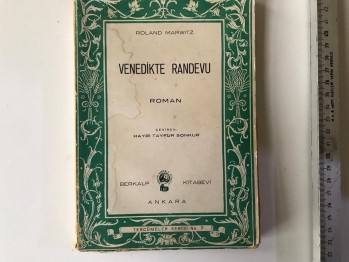 ROLAND MARWITZ
VENEDİKTE RANDEVU
ROMAN
ÇEVİREN:
HAYRİ TAYFUR SONKUR
BERKALP KİTABEVİ
ANKARA
TERCÜMELER SERİSİ No.